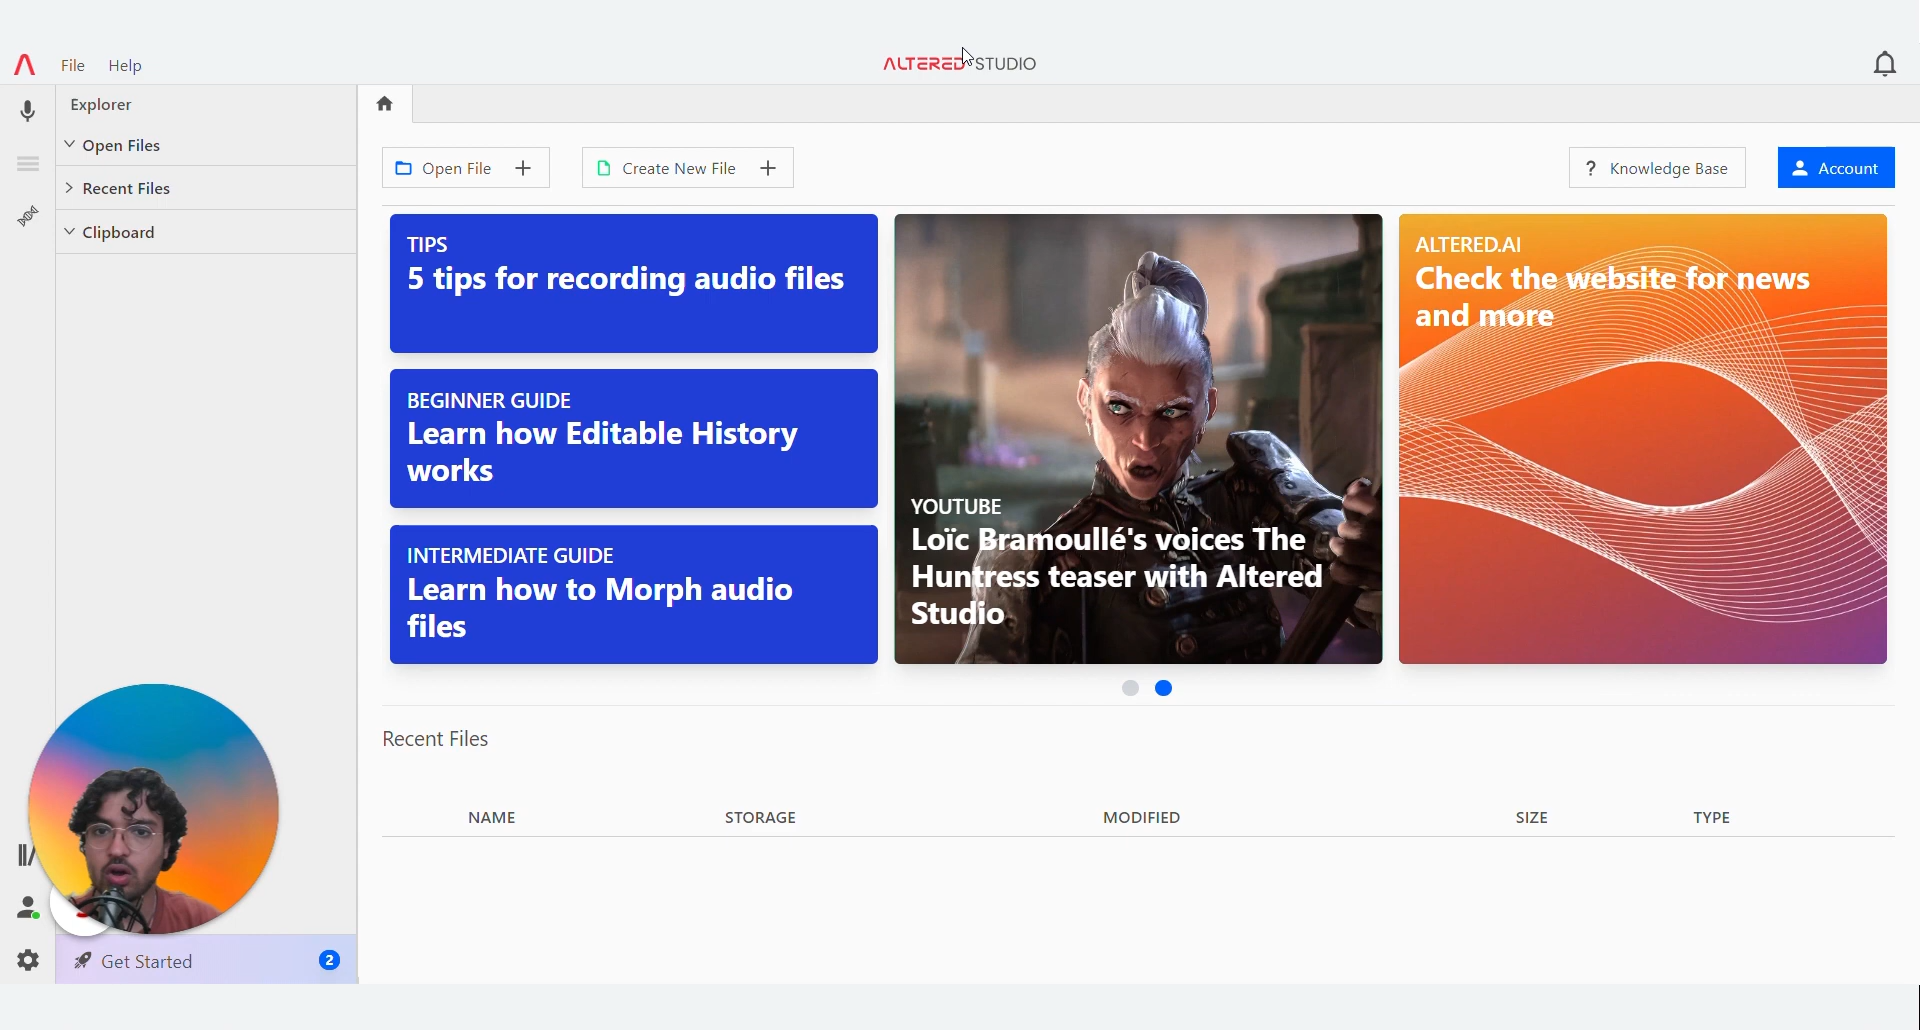 File Help
ALTERED STUDIO
Explorer
Open Files
Recent Files
Clipboard
Open File +
Create New File +
? Knowledge Base
Account
TIPS
5 tips for recording audio files
BEGINNER GUIDE
Learn how Editable History
works
INTERMEDIATE GUIDE
Learn how to Morph audio
files
YOUTUBE
Loïc Bramoullé's voices The
Huntress teaser with Altered
Studio
ALTERED.AI
Check the website for news
and more
Recent Files
NAME STORAGE MODIFIED SIZE TYPE
Get Started 2